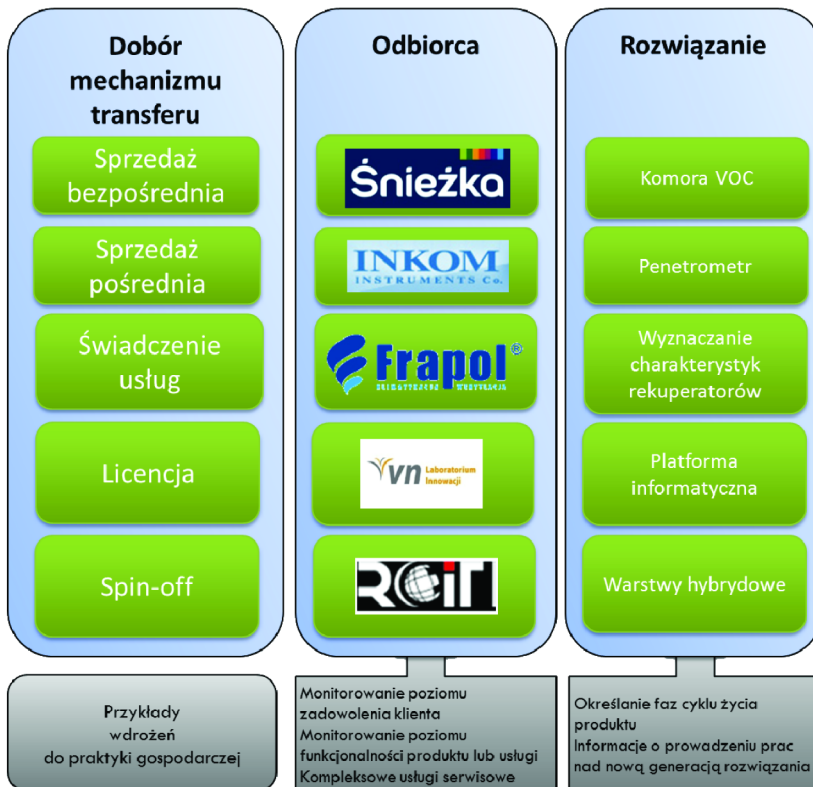 Dobór
mechanizmu
transferu
Sprzedaż
bezpośrednia
Sprzedaż
pośrednia
Świadczenie
usług
Licencja
Spin-off
Przykłady
wdrożeń
do praktyki gospodarczej
Odbiorca
Śnieżka
INKOM
INSTRUMENTS Co.
Frapol®
vn Laboratorium
Innowacji
RCiT
Monitorowanie poziomu
zadowolenia klienta
Monitorowanie poziomu
funkcjonalności produktu lub usługi
Kompleksowe usługi serwisowe
Rozwiązanie
Komora VOC
Penetrometr
Wyznaczanie
charakterystyk
rekuperatorów
Platforma
informatyczna
Warstwy hybrydowe
Określanie faz cyklu życia
produktu
Informacje o prowadzeniu prac
nad nową generacją rozwiązania